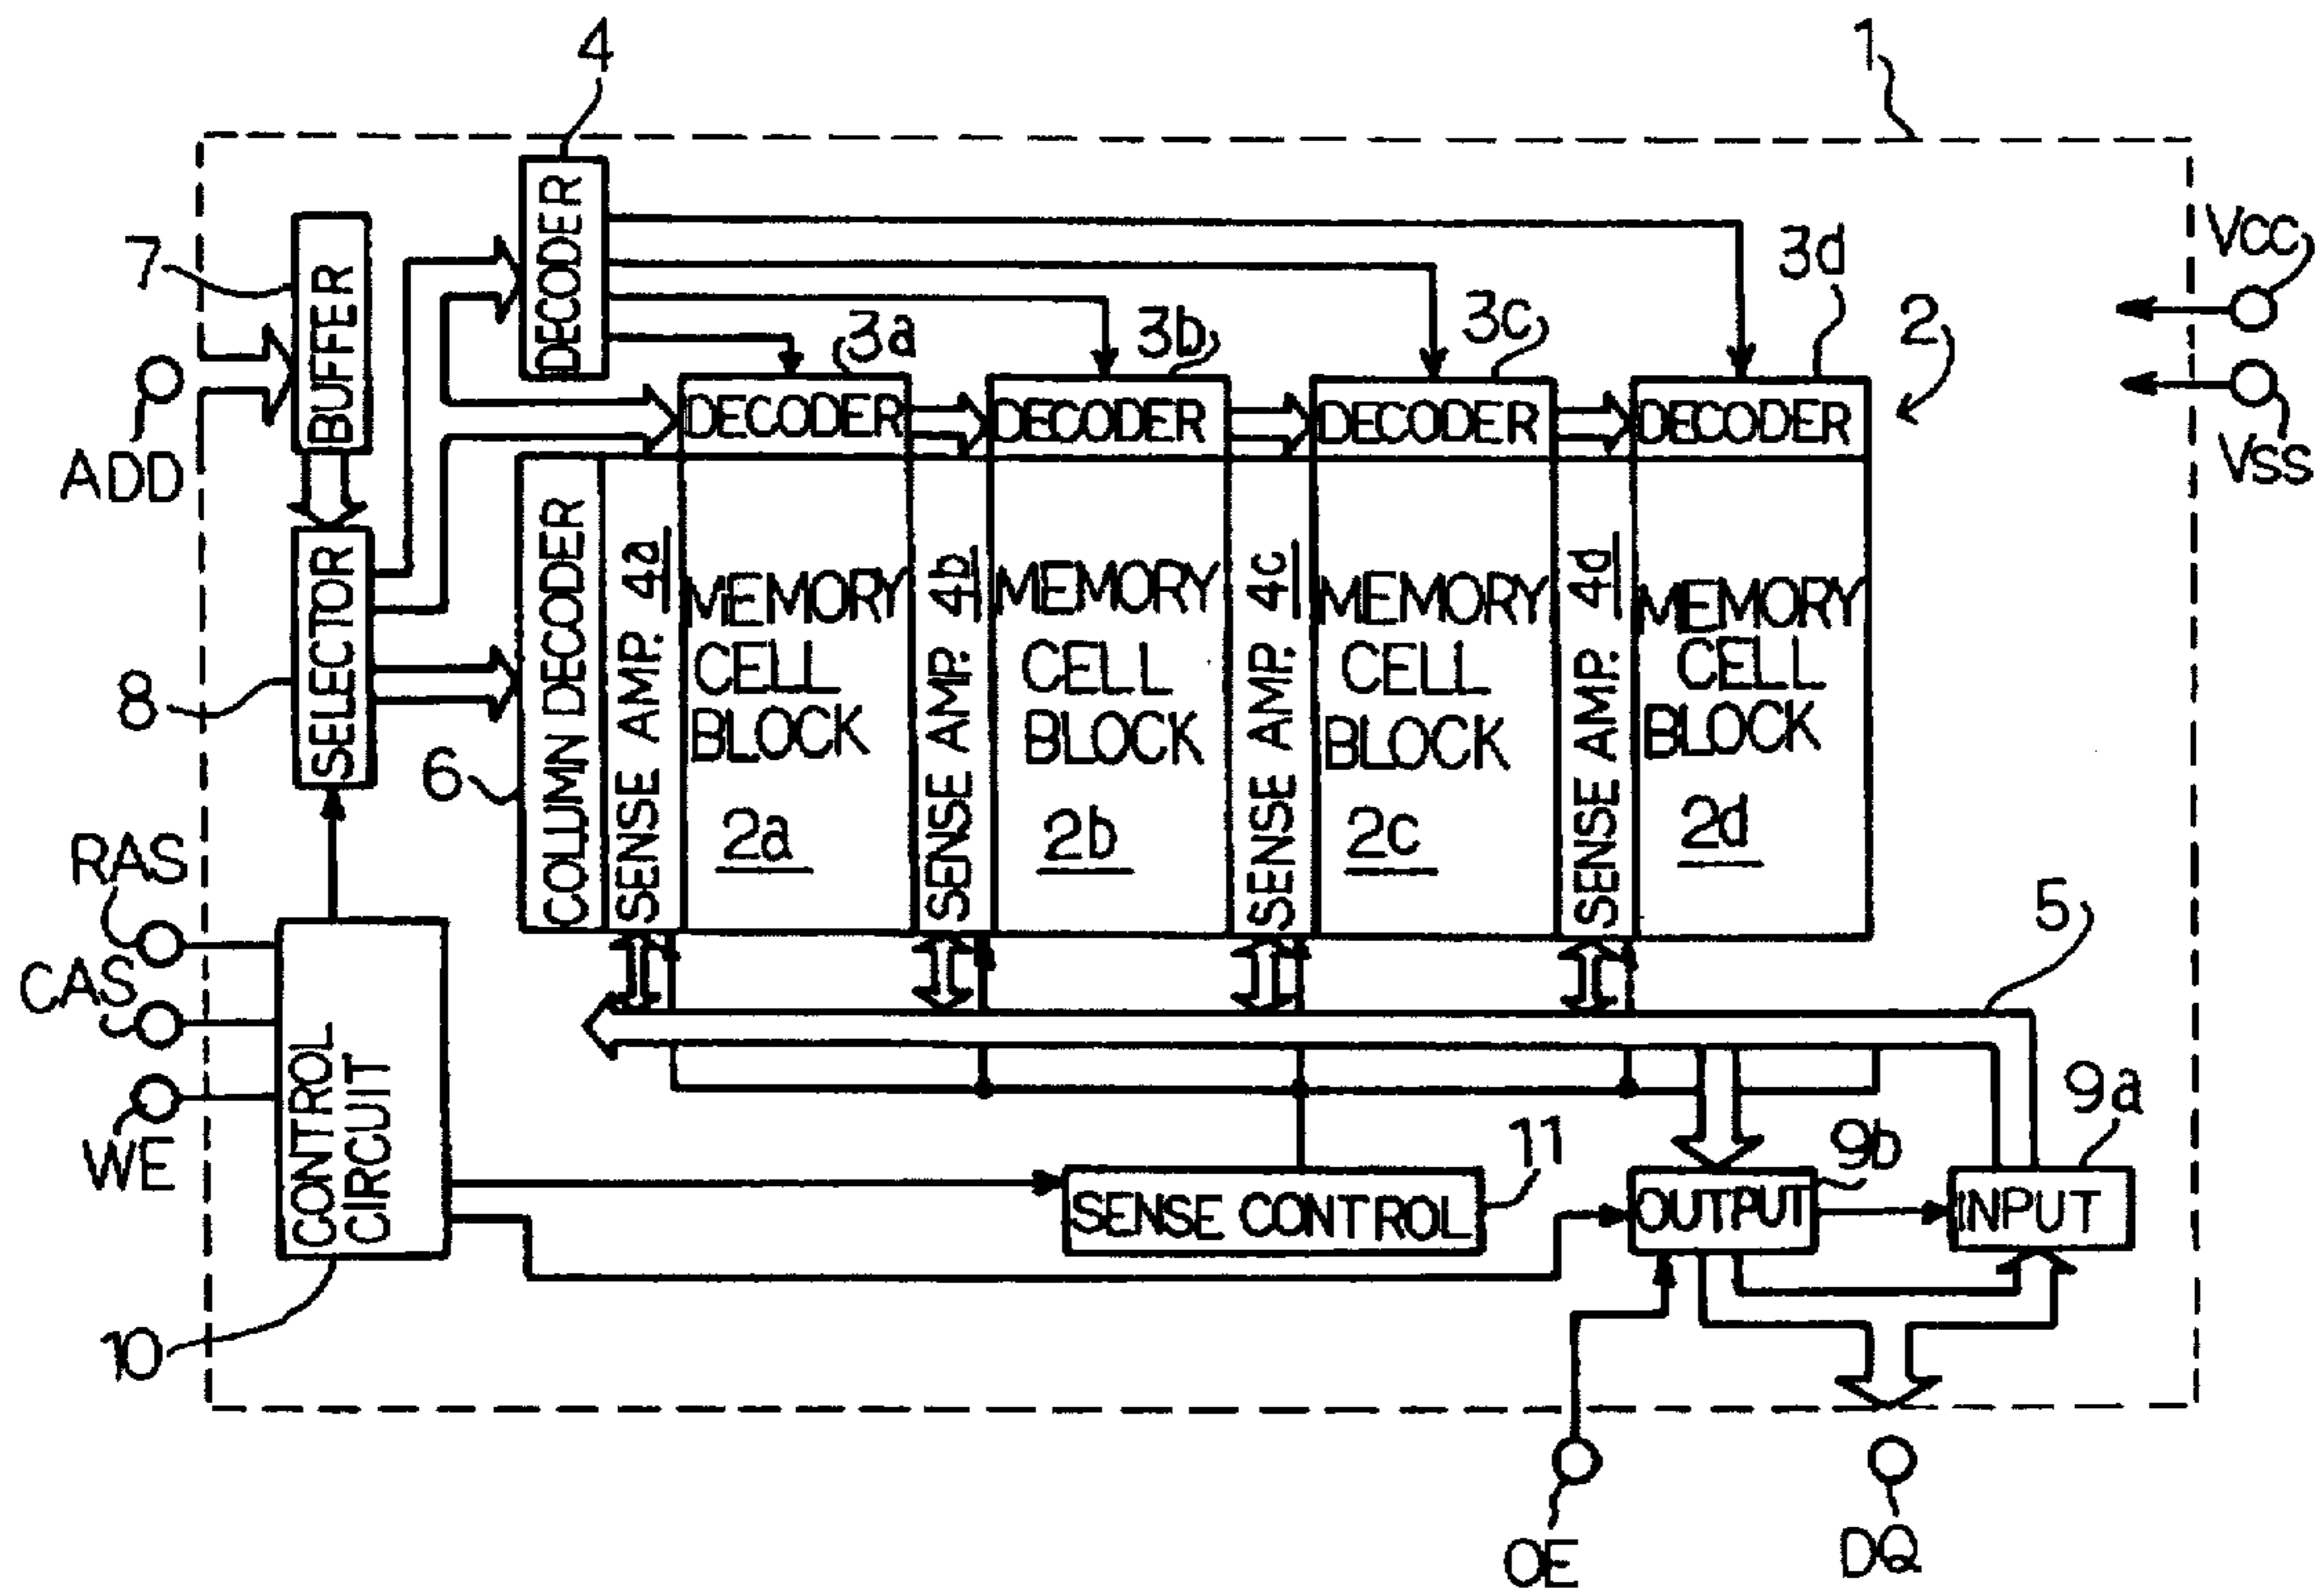 4
1
7
DECODER
BUFFER
3a
3b
3c
3d
2
VCC
VSS
ADD
DECODER
DECODER
DECODER
DECODER
8
SELECTOR
6
COLUMN DECODER
SENSE AMP. 4a
MEMORY
CELL
BLOCK
2a
SENSE AMP. 4b
MEMORY
CELL
BLOCK
2b
SENSE AMP. 4c
MEMORY
CELL
BLOCK
2c
SENSE AMP. 4d
MEMORY
CELL
BLOCK
2d
RAS
CAS
WE
CONTROL
CIRCUIT
10
5
11
SENSE CONTROL
9b
OUTPUT
9a
INPUT
OE
DQ